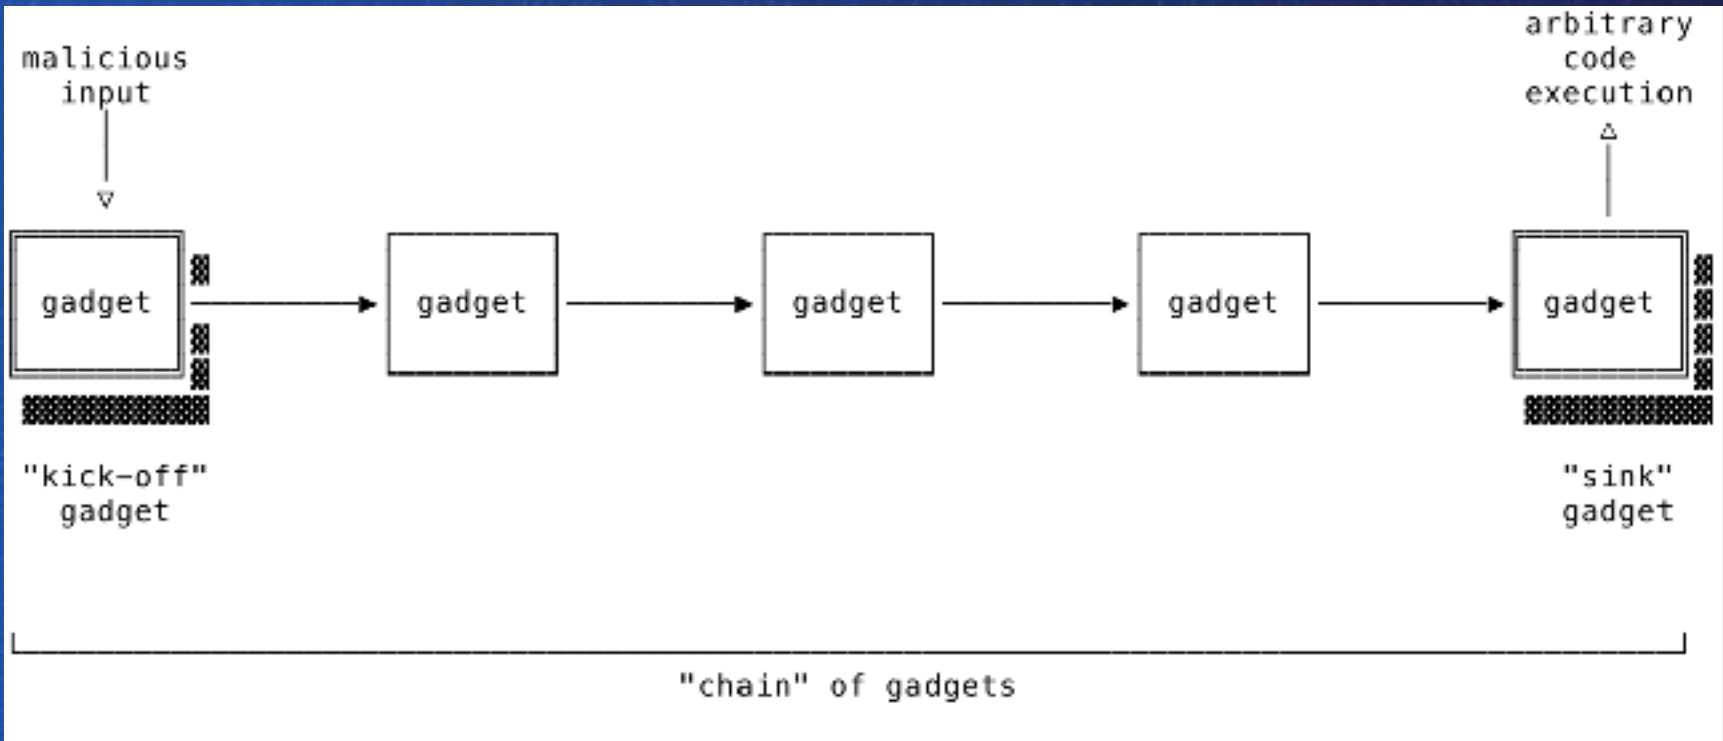 malicious
input
arbitrary
code
execution
gadget
gadget
gadget
gadget
gadget
"kick-off"
gadget
"sink"
gadget
"chain" of gadgets